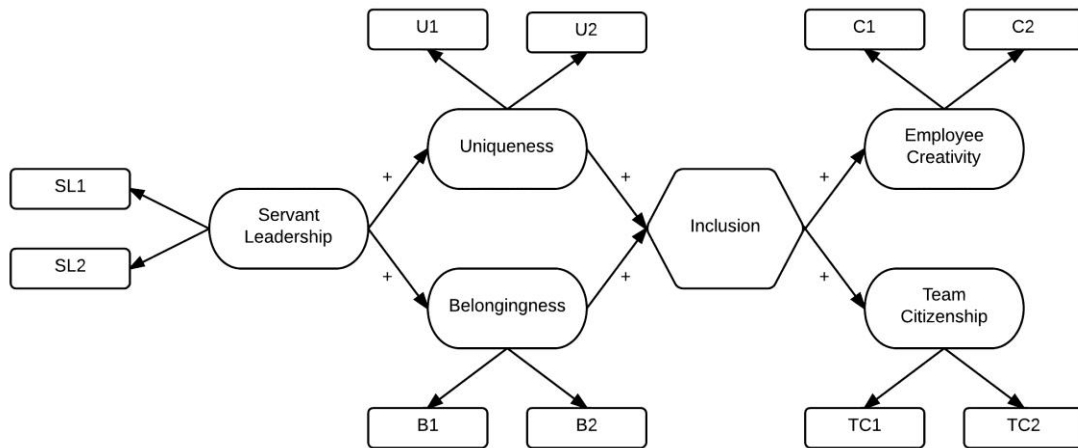 U1
U2
C1
C2
Uniqueness
Employee
Creativity
+
+
+
SL1
Servant
Leadership
Inclusion
SL2
+
+
+
Belongingness
Team
Citizenship
B1
B2
TC1
TC2